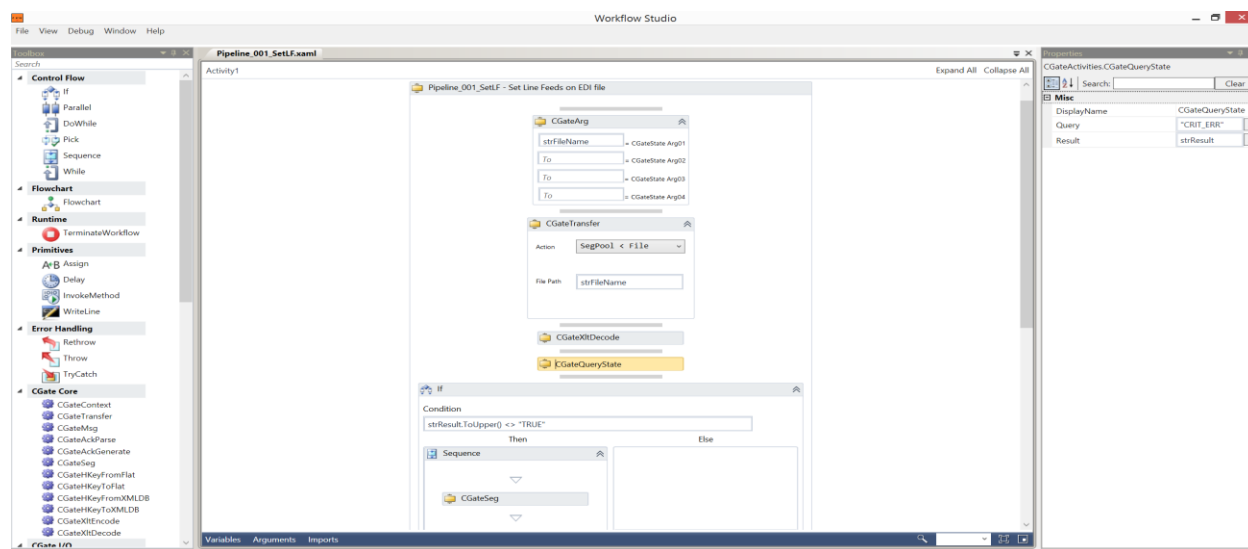 Workflow Studio
File View Debug Window Help
Toolbox
Search
Control Flow
If
Parallel
DoWhile
Pick
Sequence
While
Flowchart
Flowchart
Runtime
TerminateWorkflow
Primitives
A+B Assign
Delay
InvokeMethod
WriteLine
Error Handling
Rethrow
Throw
TryCatch
CGate Core
CGateContext
CGateTransfer
CGateMsg
CGateAckParse
CGateAckGenerate
CGateSeg
CGateHKeyFromFlat
CGateHKeyToFlat
CGateHKeyFromXMLDB
CGateHKeyToXMLDB
CGateXltEncode
CGateXltDecode
CGate I/O
Pipeline_001_SetLF.xaml
Activity1 Expand All Collapse All
Pipeline_001_SetLF - Set Line Feeds on EDI file
CGateArg
strFileName = CGateState Arg01
To = CGateState Arg02
To = CGateState Arg03
To = CGateState Arg04
CGateTransfer
Action SegPool < File
File Path strFileName
CGateXltDecode
CGateQueryState
If
Condition
strResult.ToUpper() <> "TRUE"
Then Else
Sequence
CGateSeg
Variables Arguments Imports
Properties
CGateActivities.CGateQueryState
Search: Clear
Misc
DisplayName CGateQueryState
Query "CRIT_ERR"
Result strResult